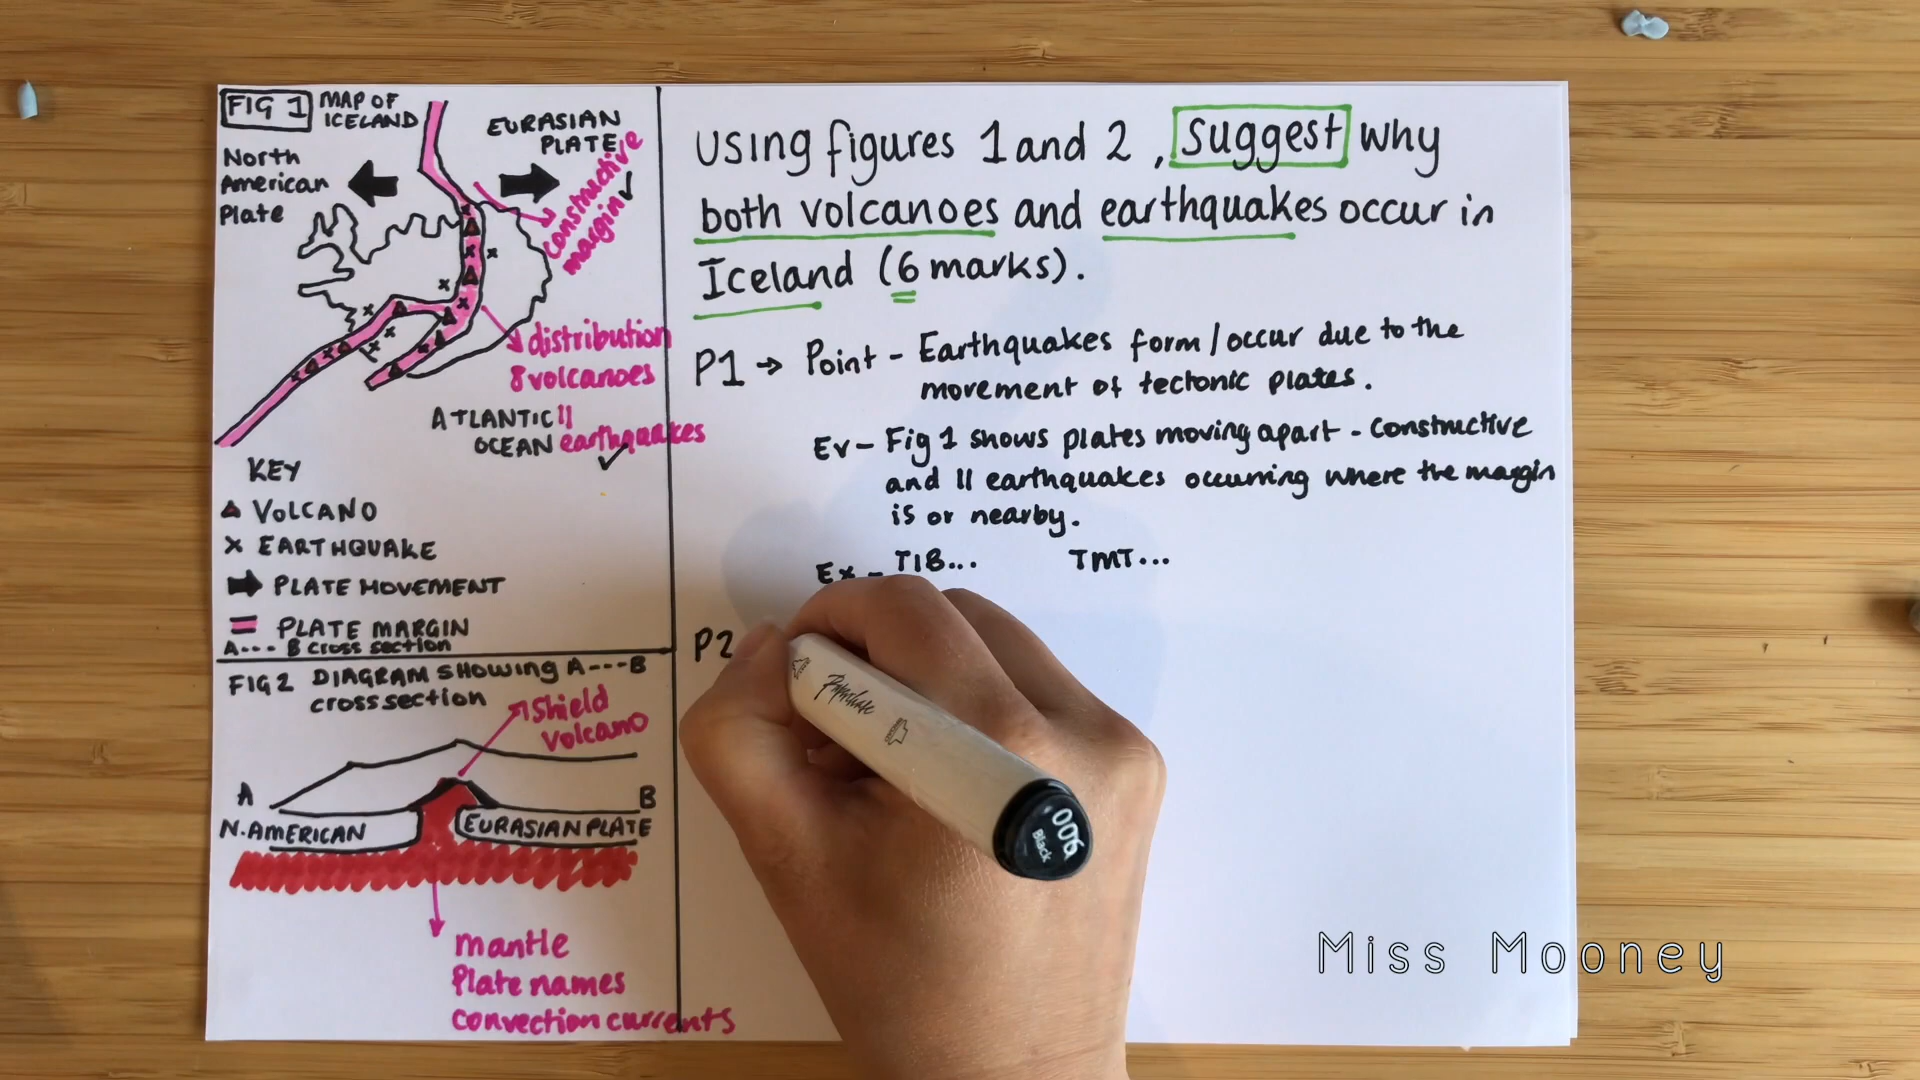 FIG 1
MAP OF
ICELAND
North
American
Plate
EURASIAN
PLATE
constructive
margin ✓
distribution
8 volcanoes
ATLANTIC
OCEAN
11
earthquakes
✓
KEY
VOLCANO
X EARTHQUAKE
PLATE MOVEMENT
PLATE MARGIN
A--- B cross section
FIG 2 DIAGRAM SHOWING A---B
cross section
Shield
Volcano
A
B
N.AMERICAN
EURASIAN PLATE
mantle
Plate names
convection currents
Using figures 1 and 2, suggest why
both volcanoes and earthquakes occur in
Iceland (6 marks).
P1 → Point - Earthquakes form/occur due to the
movement of tectonic plates.
Ev - Fig 1 shows plates moving apart - constructive
and 11 earthquakes occurring where the margin
is or nearby.
Ex - TIB... TMT...
P2
Paperchase
006
Black
Miss Mooney